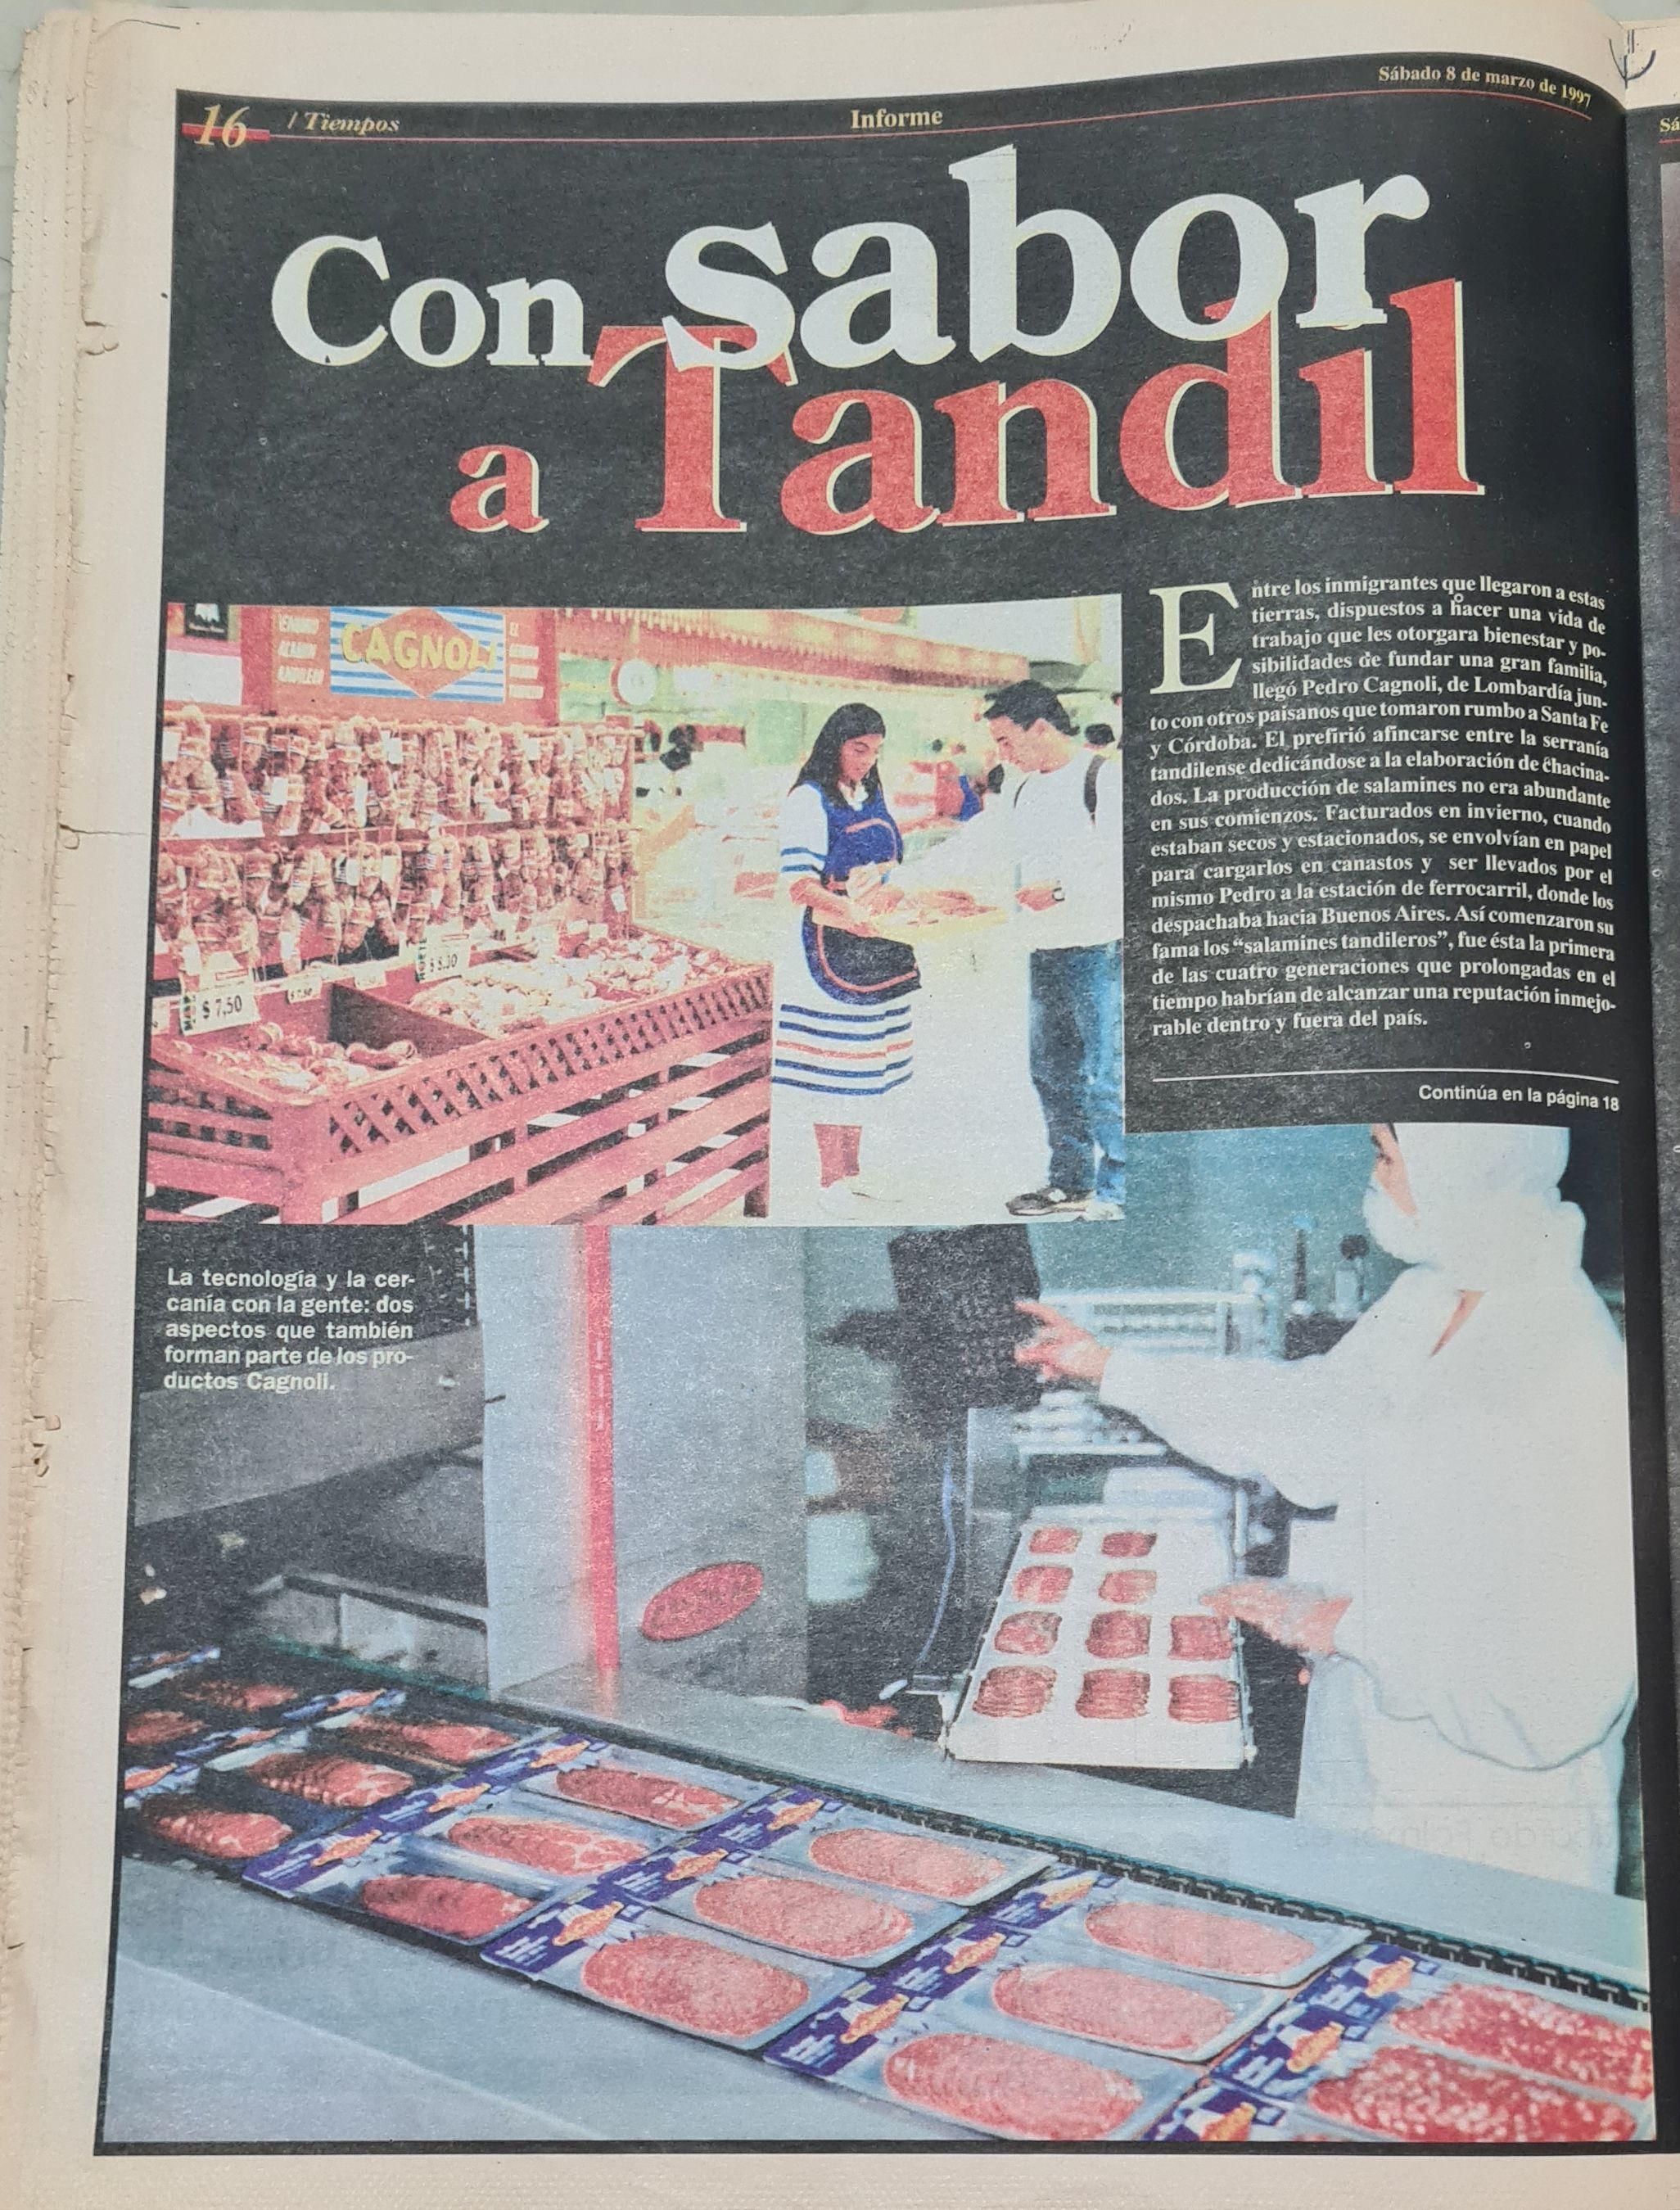 Sábado 8 de marzo de 1997
16 / Tiempos
Informe
Con sabor
a Tandil
Entre los inmigrantes que llegaron a estas
tierras, dispuestos a hacer una vida de
trabajo que les otorgara bienestar y po-
sibilidades de fundar una gran familia,
llegó Pedro Cagnoli, de Lombardía jun-
to con otros paisanos que tomaron rumbo a Santa Fe
y Córdoba. El prefirió afincarse entre la serranía
tandilense dedicándose a la elaboración de chacina-
dos. La producción de salamines no era abundante
en sus comienzos. Facturados en invierno, cuando
estaban secos y estacionados, se envolvían en papel
para cargarlos en canastos y ser llevados por el
mismo Pedro a la estación de ferrocarril, donde los
despachaba hacia Buenos Aires. Así comenzaron su
fama los “salamines tandileros”, fue ésta la primera
de las cuatro generaciones que prolongadas en el
tiempo habrían de alcanzar una reputación inmejo-
rable dentro y fuera del país.
Continúa en la página 18
CAGNOLI
$ 8,30
$ 7,50
La tecnología y la cer-
canía con la gente: dos
aspectos que también
forman parte de los pro-
ductos Cagnoli.